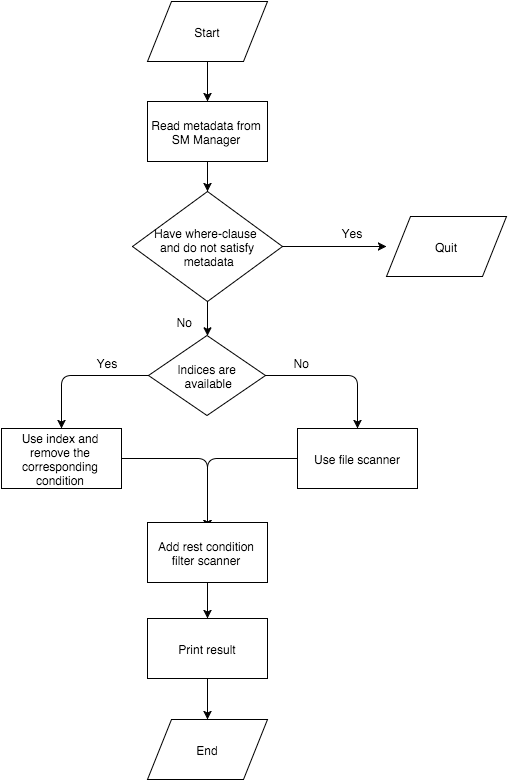 Start
Read metadata from
SM Manager
Have where-clause
and do not satisfy
metadata
Yes
Quit
No
Indices are
available
Yes
No
Use index and
remove the
corresponding
condition
Use file scanner
Add rest condition
filter scanner
Print result
End